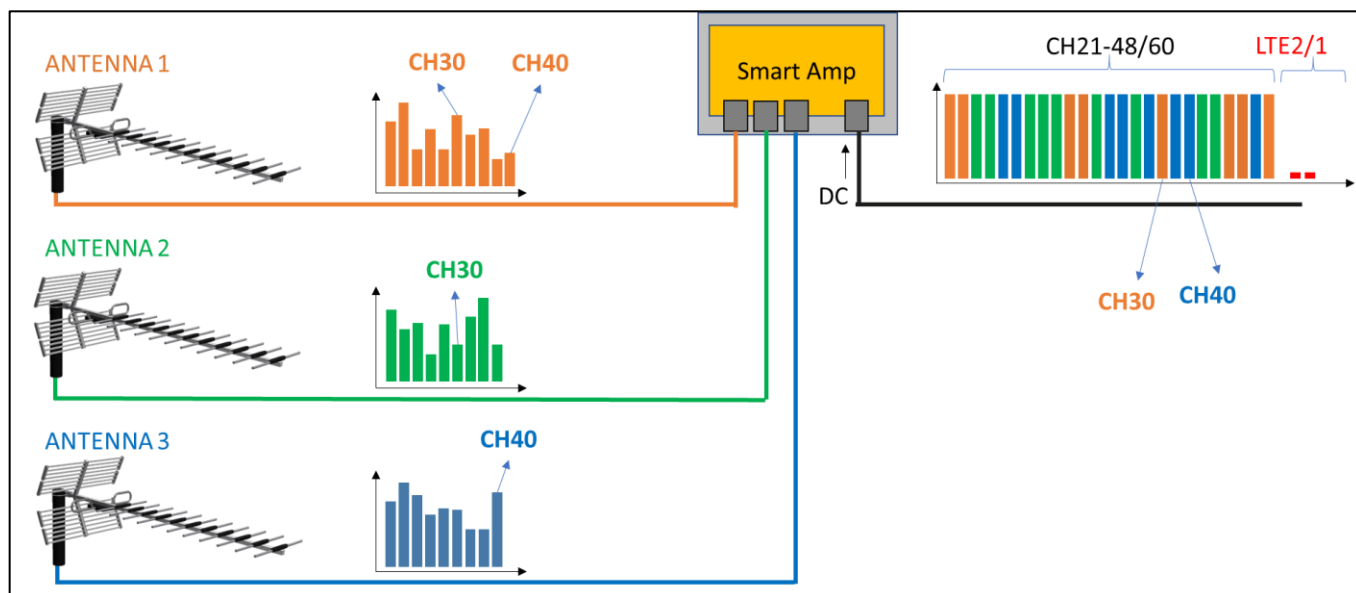 ANTENNA 1
CH30
CH40
Smart Amp
DC
CH21-48/60
LTE2/1
CH30
CH40
ANTENNA 2
CH30
ANTENNA 3
CH40